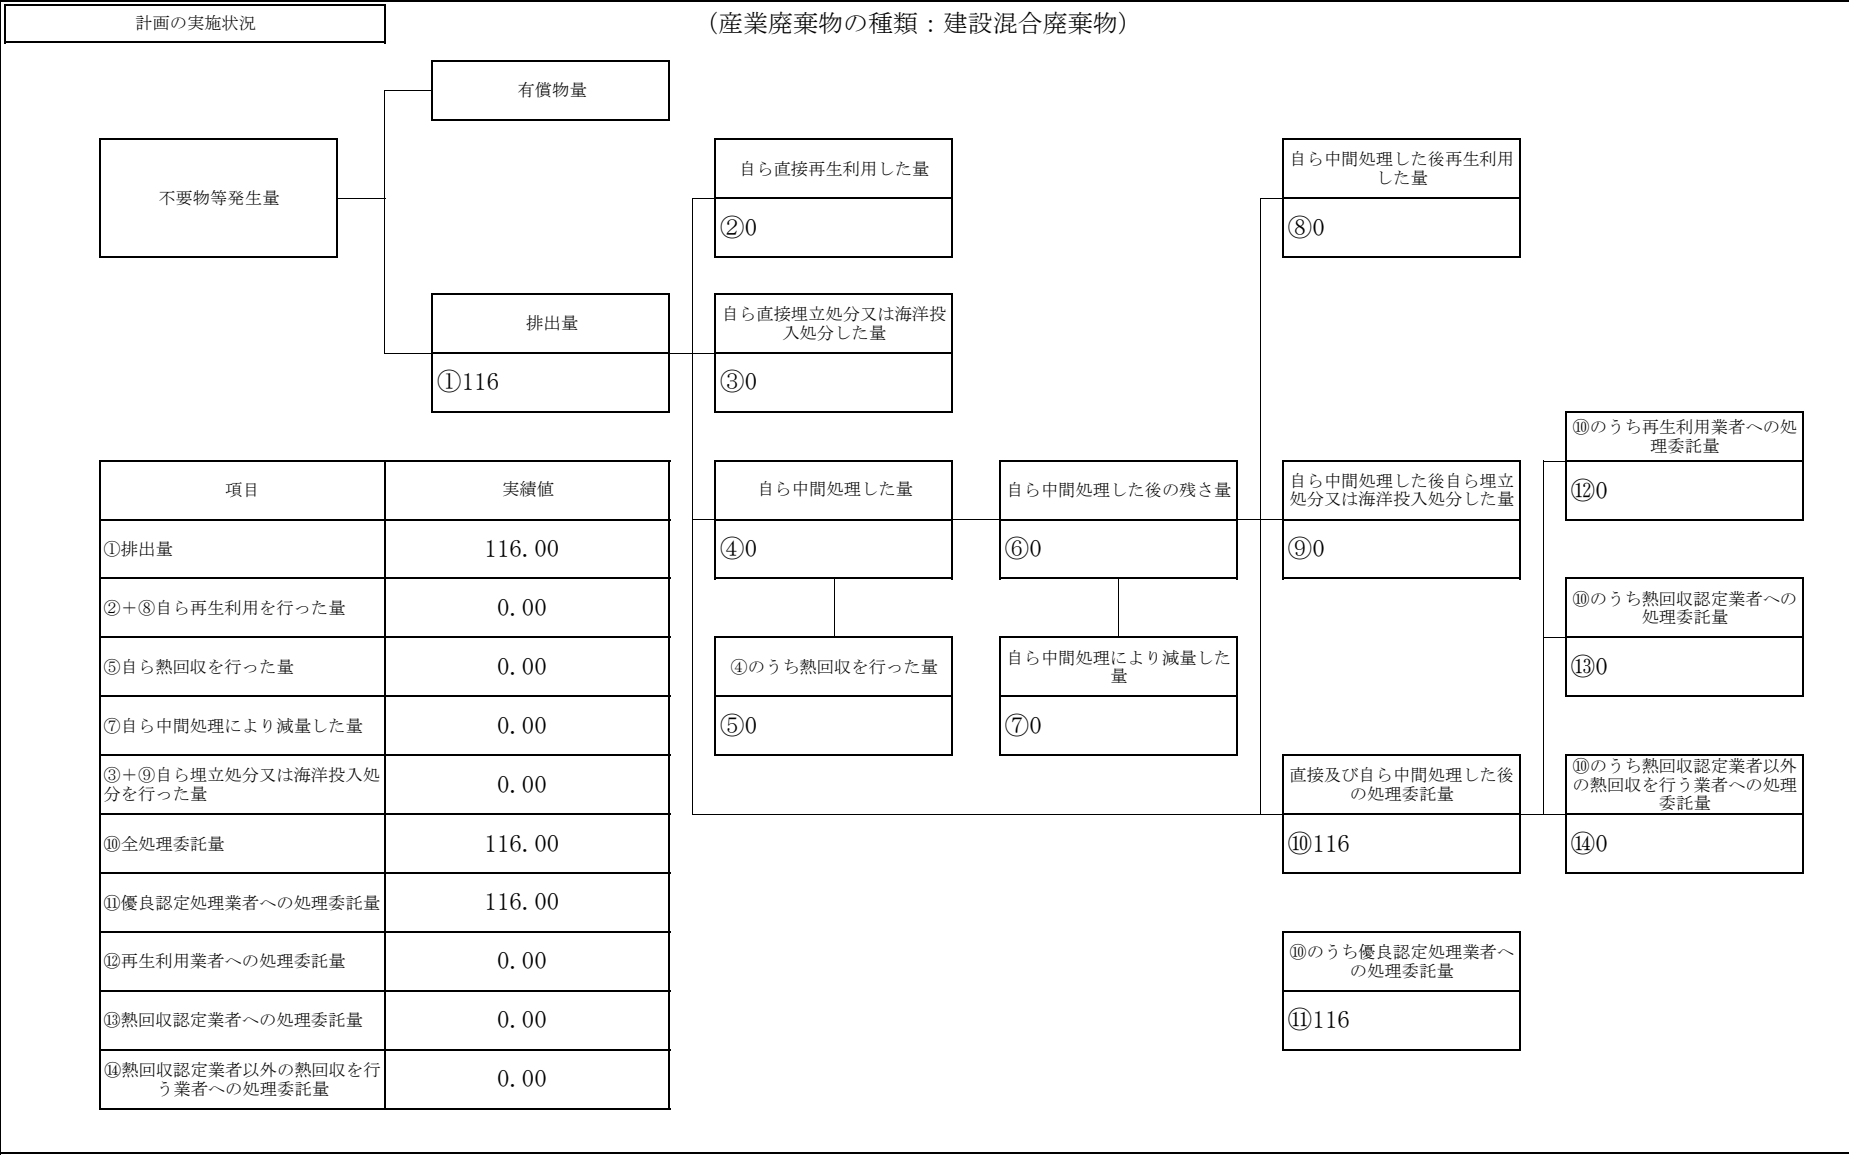 計画の実施状況
(産業廃棄物の種類：建設混合廃棄物)
有償物量
不要物等発生量
自ら直接再生利用した量
②0
自ら中間処理した後再生利用
した量
⑧0
排出量
①116
自ら直接埋立処分又は海洋投
入処分した量
③0
⑩のうち再生利用業者への処
理委託量
⑫0
自ら中間処理した量
④0
自ら中間処理した後の残さ量
⑥0
自ら中間処理した後自ら埋立
処分又は海洋投入処分した量
⑨0
⑩のうち熱回収認定業者への
処理委託量
⑬0
④のうち熱回収を行った量
⑤0
自ら中間処理により減量した
量
⑦0
直接及び自ら中間処理した後
の処理委託量
⑩116
⑩のうち熱回収認定業者以外
の熱回収を行う業者への処理
委託量
⑭0
⑩のうち優良認定処理業者へ
の処理委託量
⑪116
項目 実績値
①排出量 116.00
②＋⑧自ら再生利用を行った量 0.00
⑤自ら熱回収を行った量 0.00
⑦自ら中間処理により減量した量 0.00
③＋⑨自ら埋立処分又は海洋投入処
分を行った量 0.00
⑩全処理委託量 116.00
⑪優良認定処理業者への処理委託量 116.00
⑫再生利用業者への処理委託量 0.00
⑬熱回収認定業者への処理委託量 0.00
⑭熱回収認定業者以外の熱回収を行
う業者への処理委託量 0.00